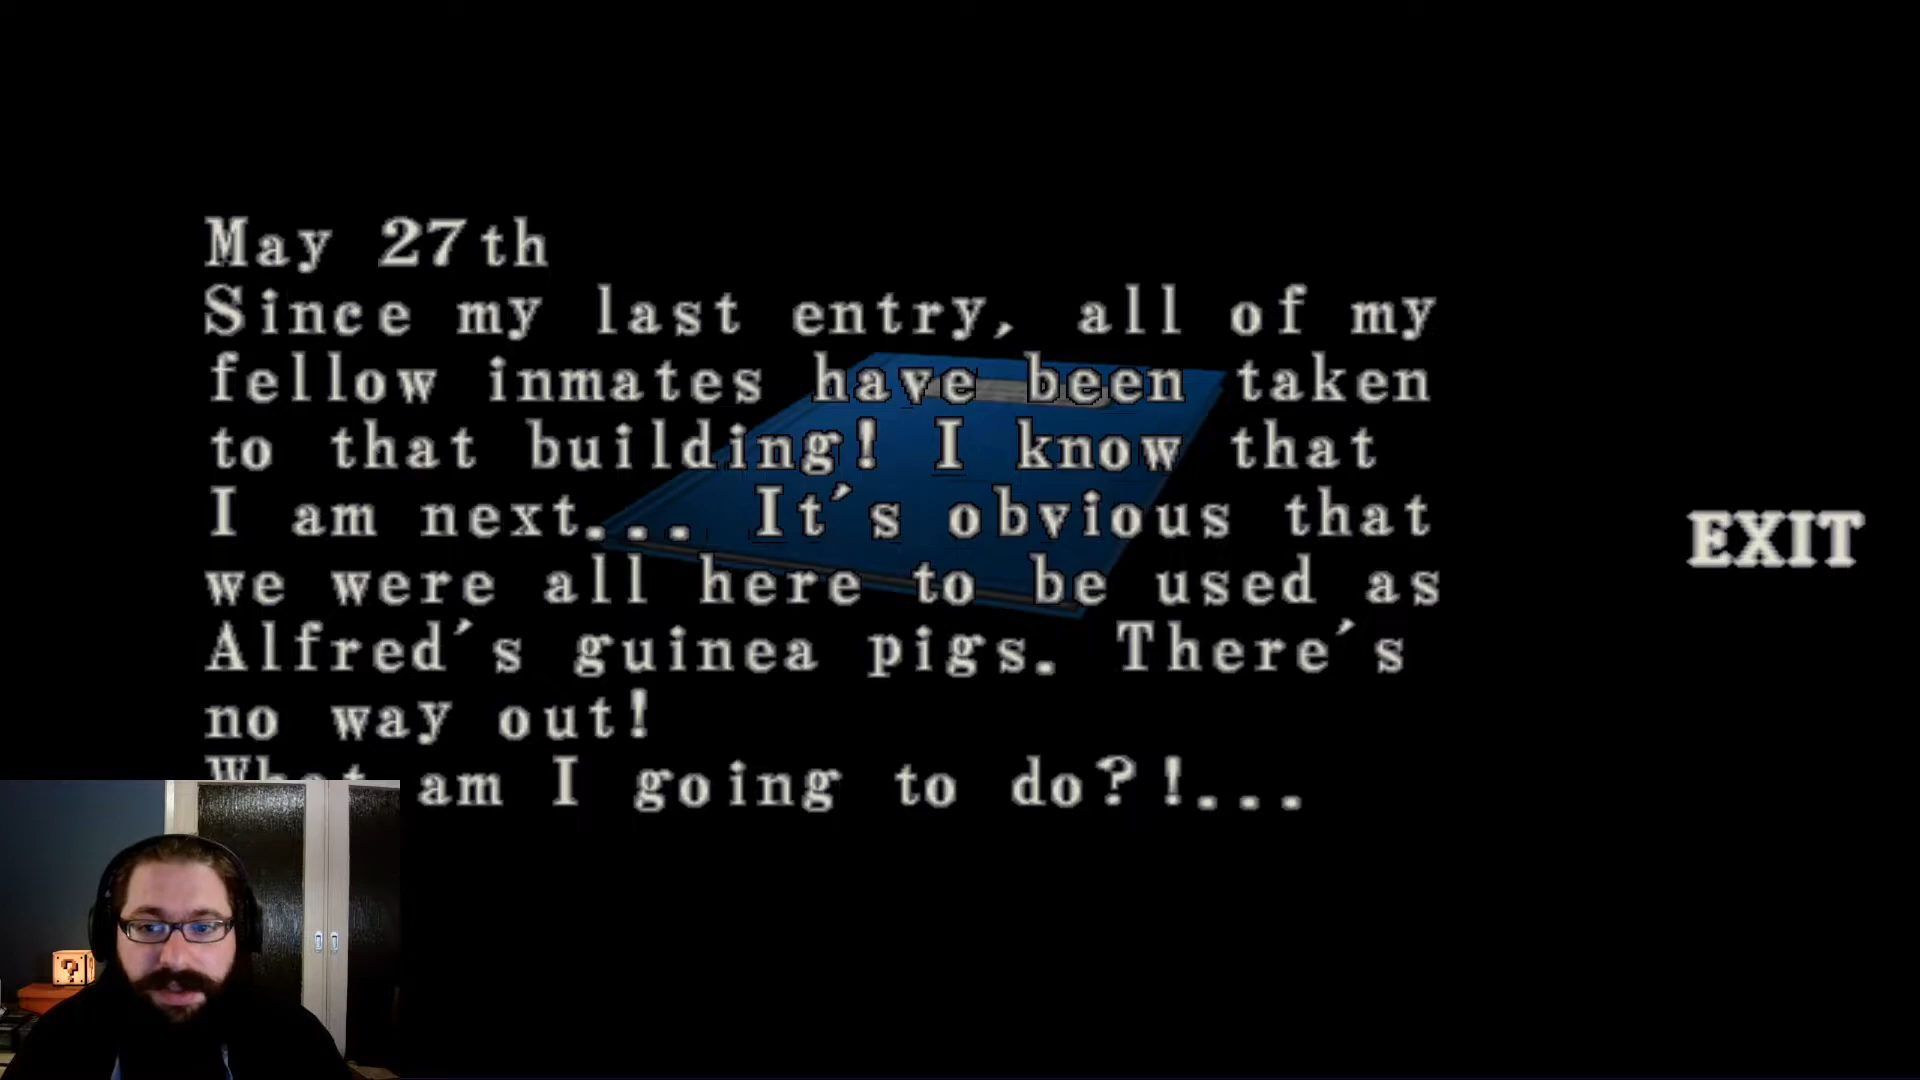 May 27th
Since my last entry, all of my
fellow inmates have been taken
to that building! I know that
I am next... It's obvious that
we were all here to be used as
Alfred's guinea pigs. There's
no way out!
What am I going to do?!...
EXIT
?